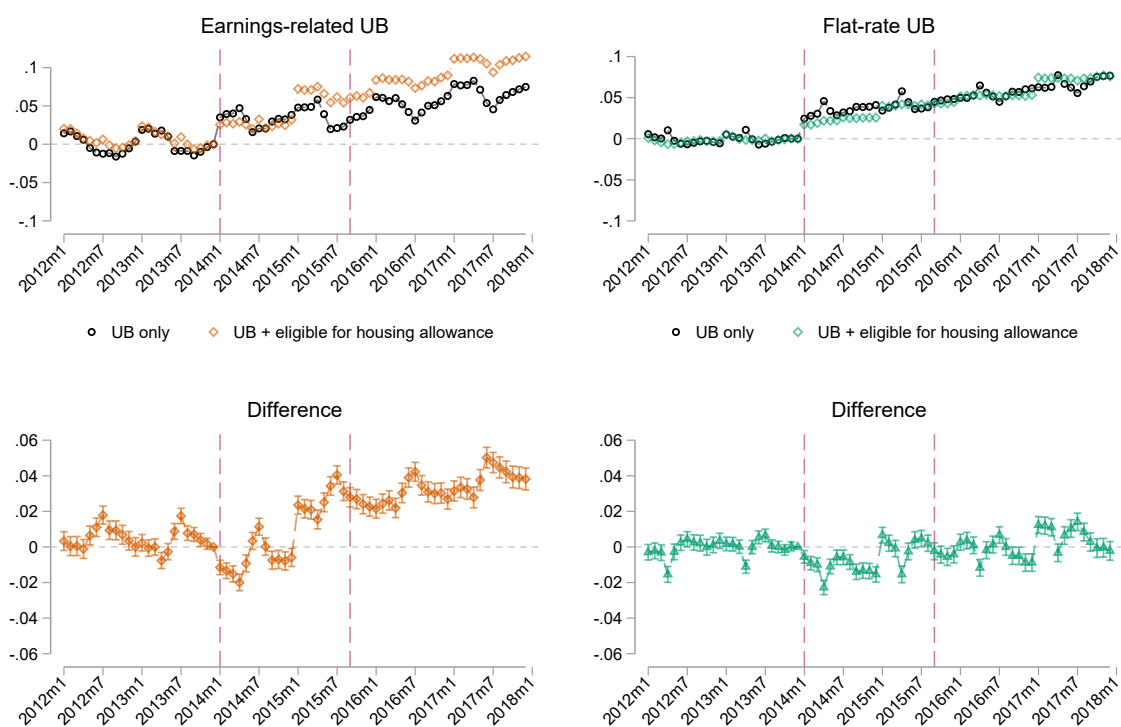 Earnings-related UB
.1
.05
0
-.05
-.1
2012m1
2012m7
2013m1
2013m7
2014m1
2014m7
2015m1
2015m7
2016m1
2016m7
2017m1
2017m7
2018m1
UB only
UB + eligible for housing allowance
Flat-rate UB
.1
.05
0
-.05
-.1
2012m1
2012m7
2013m1
2013m7
2014m1
2014m7
2015m1
2015m7
2016m1
2016m7
2017m1
2017m7
2018m1
UB only
UB + eligible for housing allowance
Difference
.06
.04
.02
0
-.02
-.04
-.06
2012m1
2012m7
2013m1
2013m7
2014m1
2014m7
2015m1
2015m7
2016m1
2016m7
2017m1
2017m7
2018m1
Difference
.06
.04
.02
0
-.02
-.04
-.06
2012m1
2012m7
2013m1
2013m7
2014m1
2014m7
2015m1
2015m7
2016m1
2016m7
2017m1
2017m7
2018m1